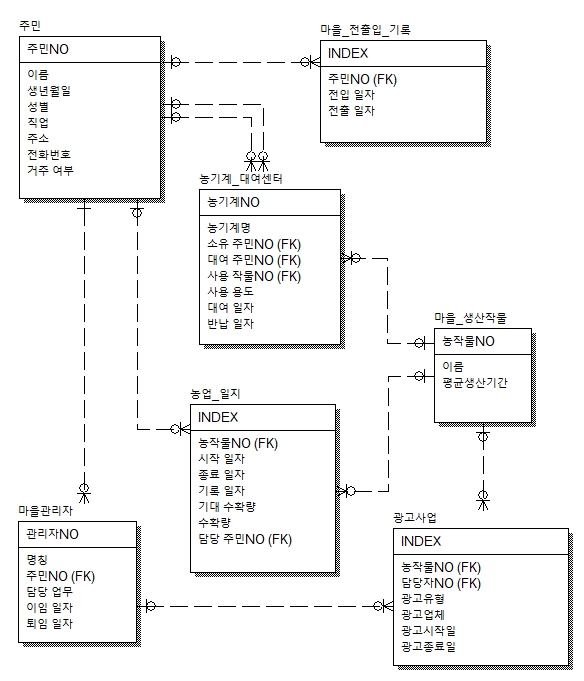 주민
주민NO
이름
생년월일
성별
직업
주소
전화번호
거주 여부
마을_전출입_기록
INDEX
주민NO (FK)
전입 일자
전출 일자
농기계_대여센터
농기계NO
농기계명
소유 주민NO (FK)
대여 주민NO (FK)
사용 작물NO (FK)
사용 용도
대여 일자
반납 일자
마을_생산작물
농작물NO
이름
평균생산기간
농업_일지
INDEX
농작물NO (FK)
시작 일자
종료 일자
기록 일자
기대 수확량
수확량
담당 주민NO (FK)
마을관리자
관리자NO
명칭
주민NO (FK)
담당 업무
이임 일자
퇴임 일자
광고사업
INDEX
농작물NO (FK)
담당자NO (FK)
광고유형
광고업체
광고시작일
광고종료일